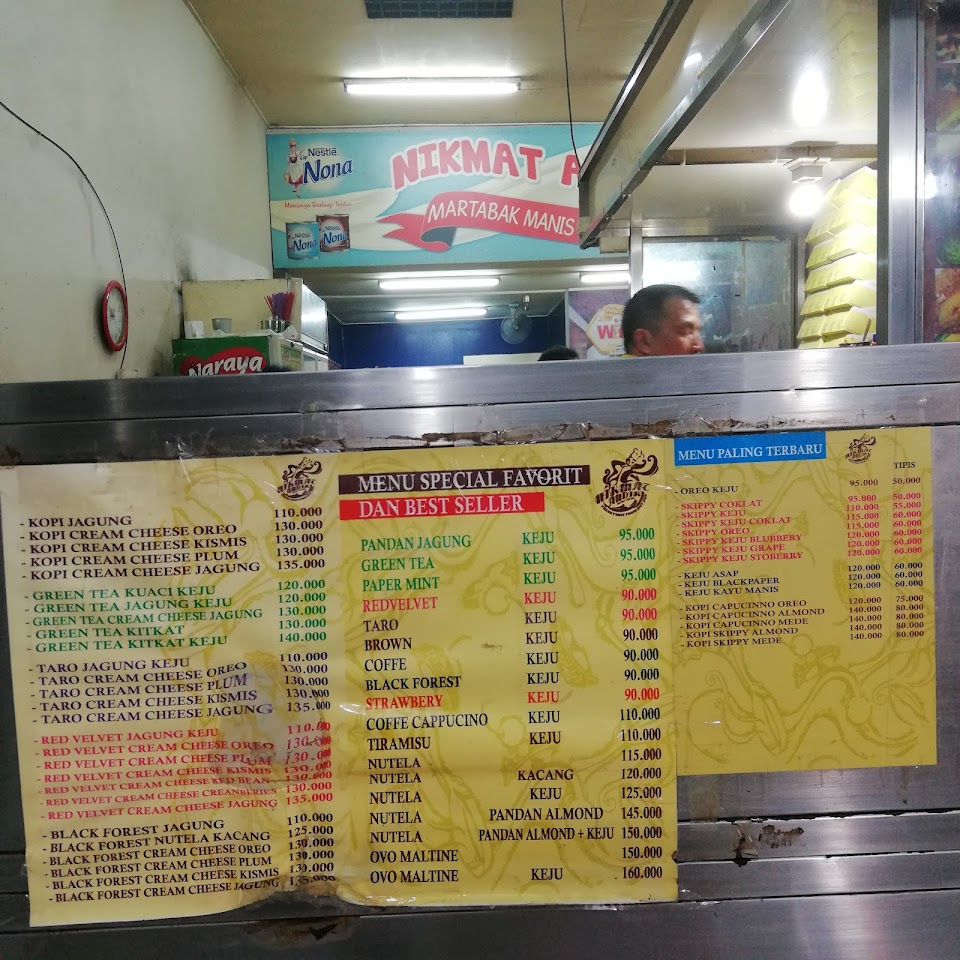 Nestlé
Nona
NIKMAT A
MARTABAK MANIS
Nestlé
Nona
Nona
Naraya
W
NIKMAT
- KOPI JAGUNG 110.000
- KOPI CREAM CHEESE OREO 130.000
- KOPI CREAM CHEESE KISMIS 130.000
- KOPI CREAM CHEESE PLUM 130.000
- KOPI CREAM CHEESE JAGUNG 135.000
- GREEN TEA KUACI KEJU 120.000
- GREEN TEA JAGUNG KEJU 120.000
- GREEN TEA CREAM CHEESE JAGUNG 130.000
- GREEN TEA KITKAT 130.000
- GREEN TEA KITKAT KEJU 140.000
- TARO JAGUNG KEJU 110.000
- TARO CREAM CHEESE OREO 130.000
- TARO CREAM CHEESE PLUM 130.000
- TARO CREAM CHEESE KISMIS 130.000
- TARO CREAM CHEESE JAGUNG 135.000
- RED VELVET JAGUNG KEJU 110.00
- RED VELVET CREAM CHEESE OREO 130.00
- RED VELVET CREAM CHEESE PLUM 130.00
- RED VELVET CREAM CHEESE KISMIS 130.00
- RED VELVET CREAM CHEESE RED BEAN 130.000
- RED VELVET CREAM CHEESE CREANBERIES 130.000
- RED VELVET CREAM CHEESE JAGUNG 135.000
- BLACK FOREST JAGUNG 110.000
- BLACK FOREST NUTELA KACANG 125.000
- BLACK FOREST CREAM CHEESE OREO 130.000
- BLACK FOREST CREAM CHEESE PLUM 130.000
- BLACK FOREST CREAM CHEESE KISMIS 130.000
- BLACK FOREST CREAM CHEESE JAGUNG 135.000
MENU SPECIAL FAVORIT
DAN BEST SELLER
NIKMAT
PANDAN JAGUNG KEJU 95.000
GREEN TEA KEJU 95.000
PAPER MINT KEJU 95.000
REDVELVET KEJU 90.000
TARO KEJU 90.000
BROWN KEJU 90.000
COFFE KEJU 90.000
BLACK FOREST KEJU 90.000
STRAWBERY KEJU 90.000
COFFE CAPPUCINO KEJU 110.000
TIRAMISU KEJU 110.000
NUTELA 115.000
NUTELA KACANG 120.000
NUTELA KEJU 125.000
NUTELA PANDAN ALMOND 145.000
NUTELA PANDAN ALMOND + KEJU 150.000
OVO MALTINE 150.000
OVO MALTINE KEJU 160.000
MENU PALING TERBARU
TIPIS
- OREO KEJU 95.000 50,000
- SKIPPY COKLAT 95.000 50.000
- SKIPPY KEJU 110.000 55.000
- SKIPPY KEJU COKLAT 115.000 60.000
- SKIPPY OREO 115.000 60.000
- SKIPPY KEJU BLUBBERY 120.000 60.000
- SKIPPY KEJU GRAPE 120.000 60.000
- SKIPPY KEJU STOBERRY 120.000 60.000
- KEJU ASAP 120.000 60.000
- KEJU BLACKPAPER 120.000 60.000
- KEJU KAYU MANIS 120.000 60.000
- KOPI CAPUCINNO OREO 120.000 75.000
- KOPI CAPUCINNO ALMOND 140.000 80.000
- KOPI CAPUCINNO MEDE 140.000 80.000
- KOPI SKIPPY ALMOND 140.000 80.000
- KOPI SKIPPY MEDE 140.000 80.000